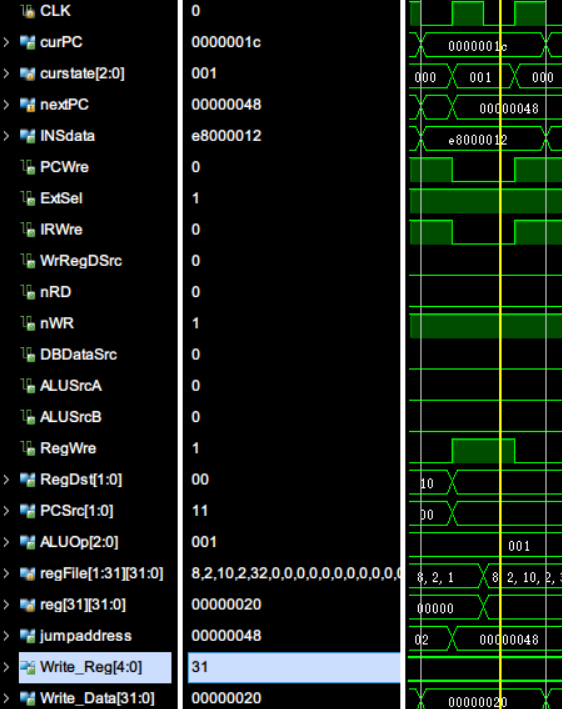 CLK 0
curPC 0000001c 0000001c
curstate[2:0] 001 000 001 000
nextPC 00000048 00000048
INSdata e8000012 e8000012
PCWre 0
ExtSel 1
IRWre 0
WrRegDSrc 0
nRD 0
nWR 1
DBDataSrc 0
ALUSrcA 0
ALUSrcB 0
RegWre 1
RegDst[1:0] 00 10
PCSrc[1:0] 11 00
ALUOp[2:0] 001 001
regFile[1:31][31:0] 8,2,10,2,32,0,0,0,0,0,0,0,0,0,0 8, 2, 1 8, 2, 10, 2, 3
reg[31][31:0] 00000020 00000
jumpaddress 00000048 02 00000048
Write_Reg[4:0] 31
Write_Data[31:0] 00000020 00000020